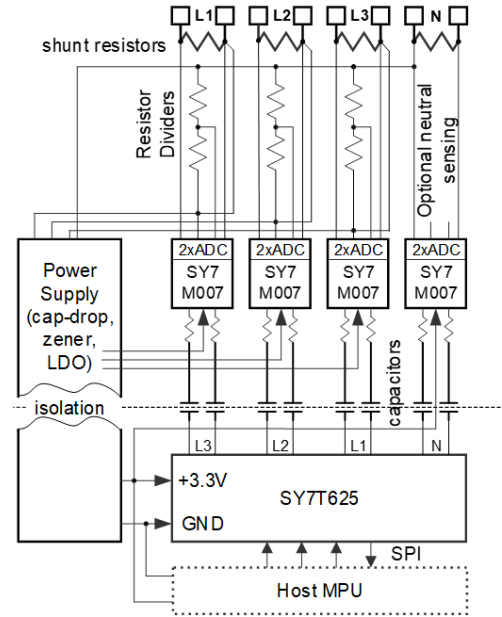 L1
L2
L3
N
shunt resistors
Resistor
Dividers
Optional neutral
sensing
2xADC
SY7
M007
2xADC
SY7
M007
2xADC
SY7
M007
2xADC
SY7
M007
Power
Supply
(cap-drop,
zener,
LDO)
capacitors
isolation
L3
L2
L1
N
+3.3V
GND
SY7T625
SPI
Host MPU